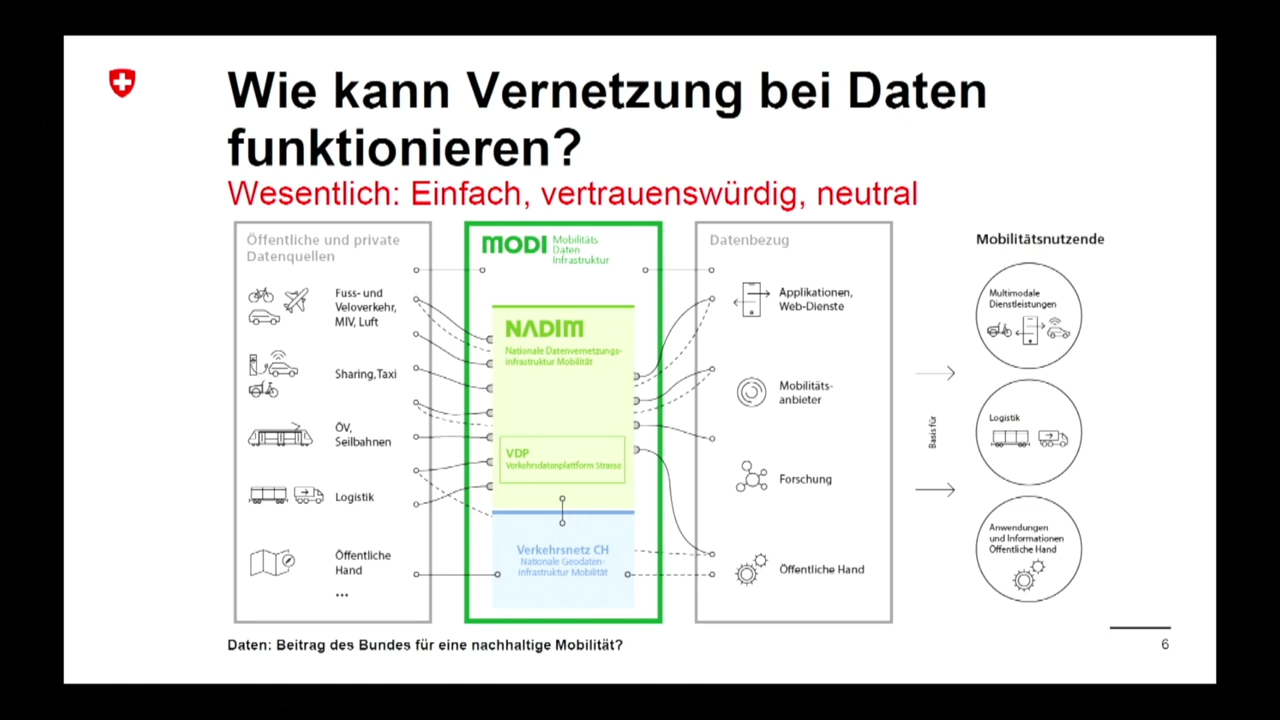 Wie kann Vernetzung bei Daten
funktionieren?
Wesentlich: Einfach, vertrauenswürdig, neutral
Öffentliche und private
Datenquellen
Fuss- und
Veloverkehr,
MIV, Luft
Sharing, Taxi
ÖV,
Seilbahnen
Logistik
Öffentliche
Hand
...
MODI
Mobilitäts
Daten
Infrastruktur
NADIM
Nationale Datenvernetzungs-
infrastruktur Mobilität
VDP
Verkehrsdatenplattform Strasse
Verkehrsnetz CH
Nationale Geodaten-
infrastruktur Mobilität
Datenbezug
Applikationen,
Web-Dienste
Mobilitäts-
anbieter
Forschung
Öffentliche Hand
Basis für
Mobilitätsnutzende
Multimodale
Dienstleistungen
Logistik
Anwendungen
und Informationen
Öffentliche Hand
Daten: Beitrag des Bundes für eine nachhaltige Mobilität?
6